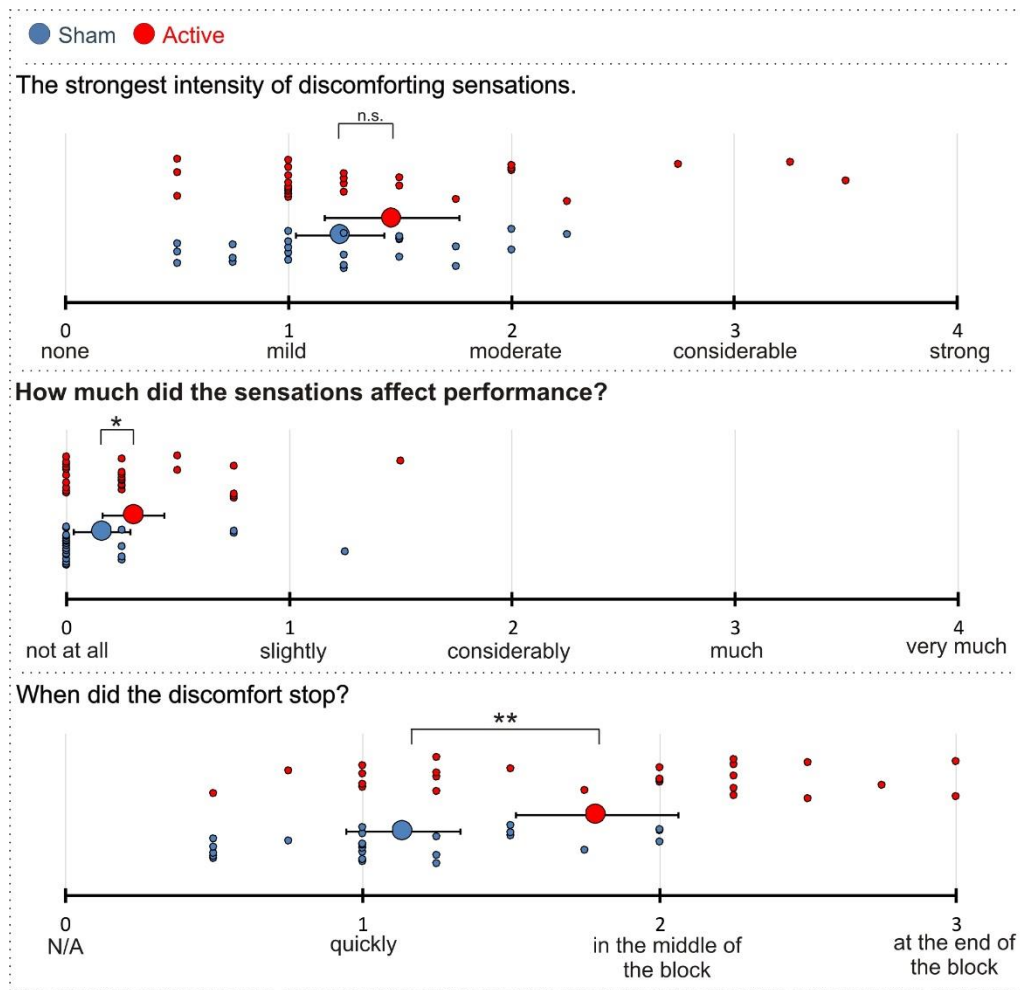 Sham Active
The strongest intensity of discomforting sensations.
n.s.
0 1 2 3 4
none mild moderate considerable strong
How much did the sensations affect performance?
*
0 1 2 3 4
not at all slightly considerably much very much
When did the discomfort stop?
**
0 1 2 3
N/A quickly in the middle of at the end of
the block the block